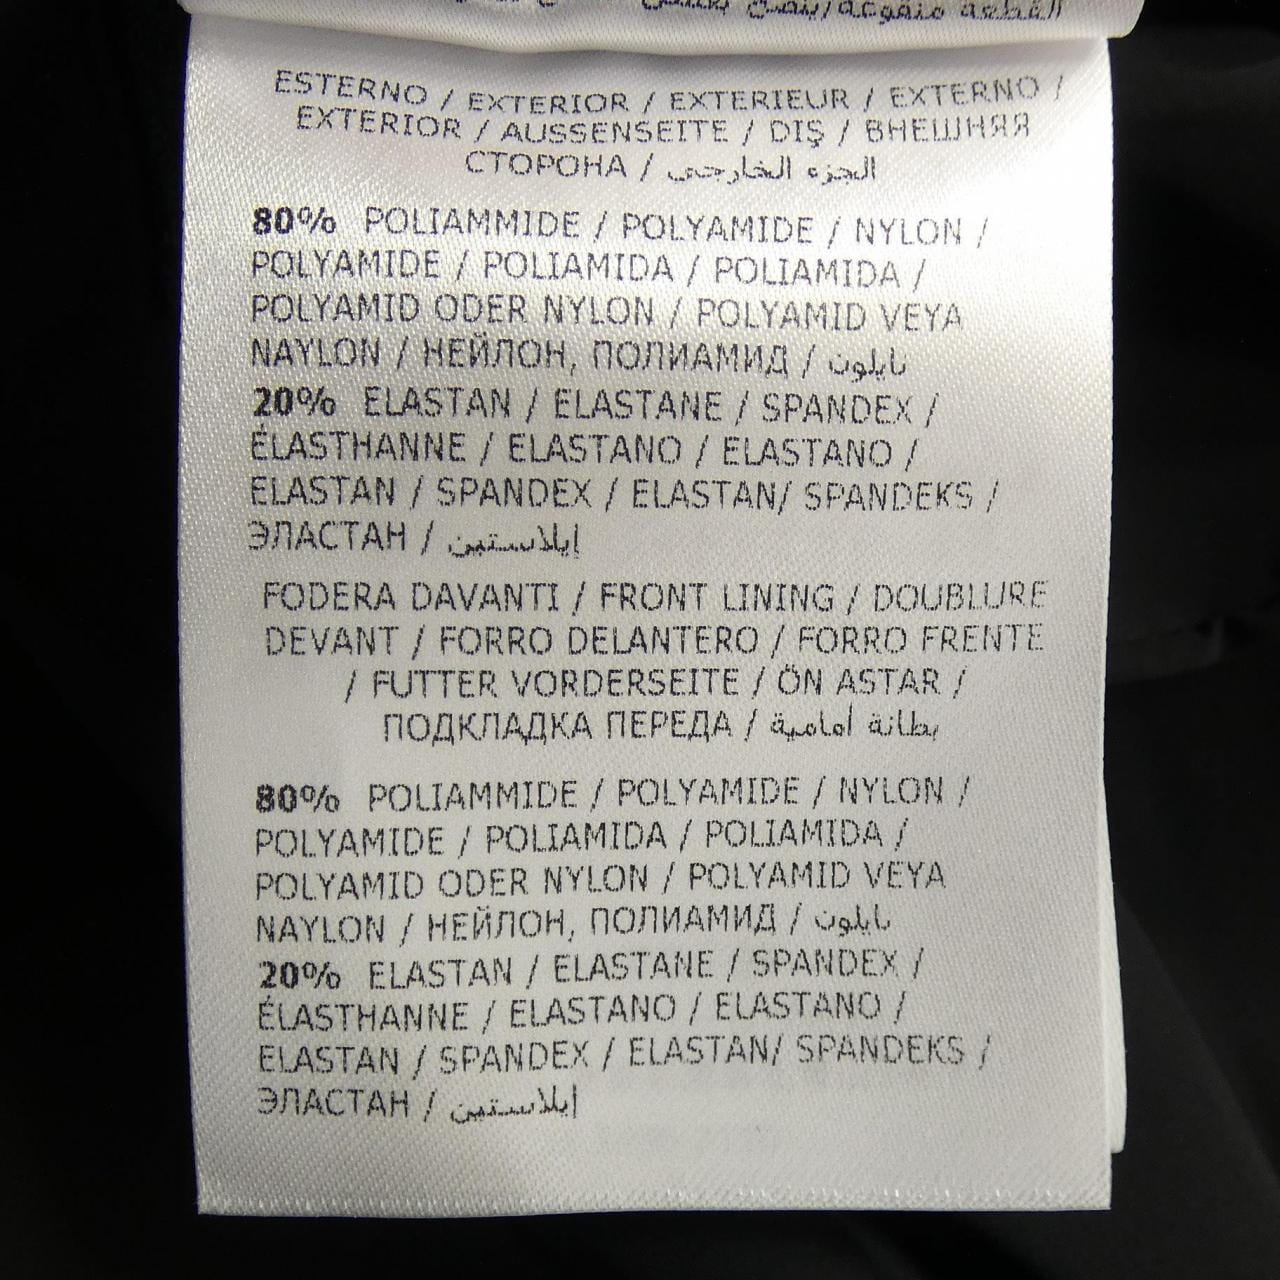 ESTERNO / EXTERIOR / EXTERIEUR / EXTERNO /
EXTERIOR / AUSSENSEITE / DIŞ / ВНЕШНЯЯ
СТОРОНА / الجزء الخارجي
80% POLIAMMIDE / POLYAMIDE / NYLON /
POLYAMIDE / POLIAMIDA / POLIAMIDA /
POLYAMID ODER NYLON / POLYAMID VEYA
NAYLON / НЕЙЛОН, ПОЛИАМИД / نايلون
20% ELASTAN / ELASTANE / SPANDEX /
ÉLASTHANNE / ELASTANO / ELASTANO /
ELASTAN / SPANDEX / ELASTAN/ SPANDEKS /
ЭЛАСТАН / إيلاستين
FODERA DAVANTI / FRONT LINING / DOUBLURE
DEVANT / FORRO DELANTERO / FORRO FRENTE
/ FUTTER VORDERSEITE / ÖN ASTAR /
ПОДКЛАДКА ПЕРЕДА / بطانة أمامية
80% POLIAMMIDE / POLYAMIDE / NYLON /
POLYAMIDE / POLIAMIDA / POLIAMIDA /
POLYAMID ODER NYLON / POLYAMID VEYA
NAYLON / НЕЙЛОН, ПОЛИАМИД / نايلون
20% ELASTAN / ELASTANE / SPANDEX /
ÉLASTHANNE / ELASTANO / ELASTANO /
ELASTAN / SPANDEX / ELASTAN/ SPANDEKS /
ЭЛАСТАН / إيلاستين